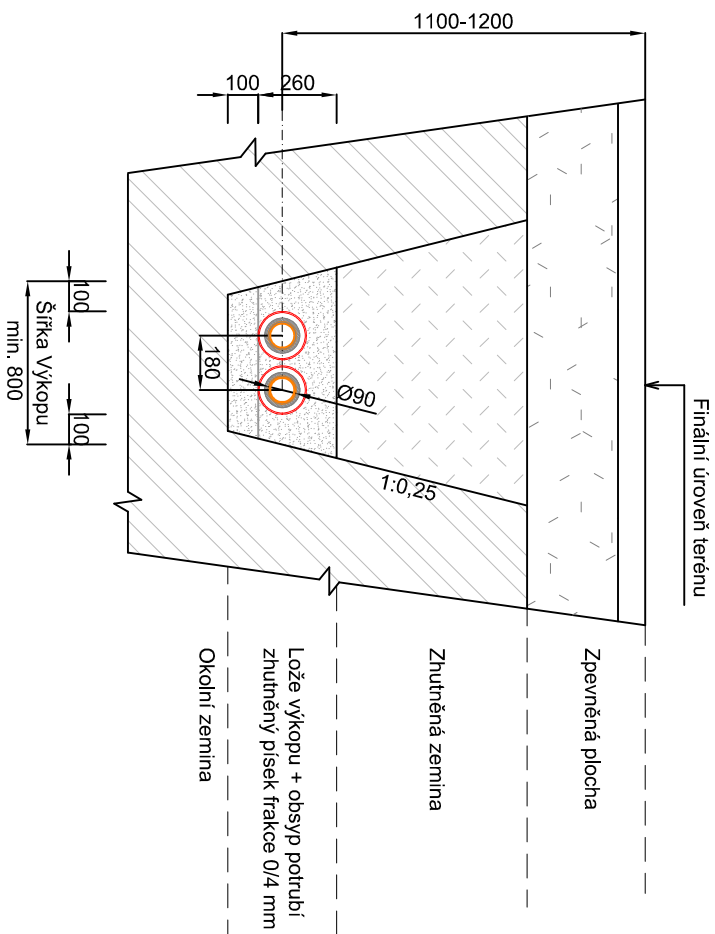 1100-1200
100
260
Finální úroveň terénu
Zpevněná plocha
Zhutněná zemina
Lože výkopu + obsyp potrubí
zhutněný písek frakce 0/4 mm
Okolní zemina
1:0,25
Ø90
180
100
100
Šířka Výkopu
min. 800